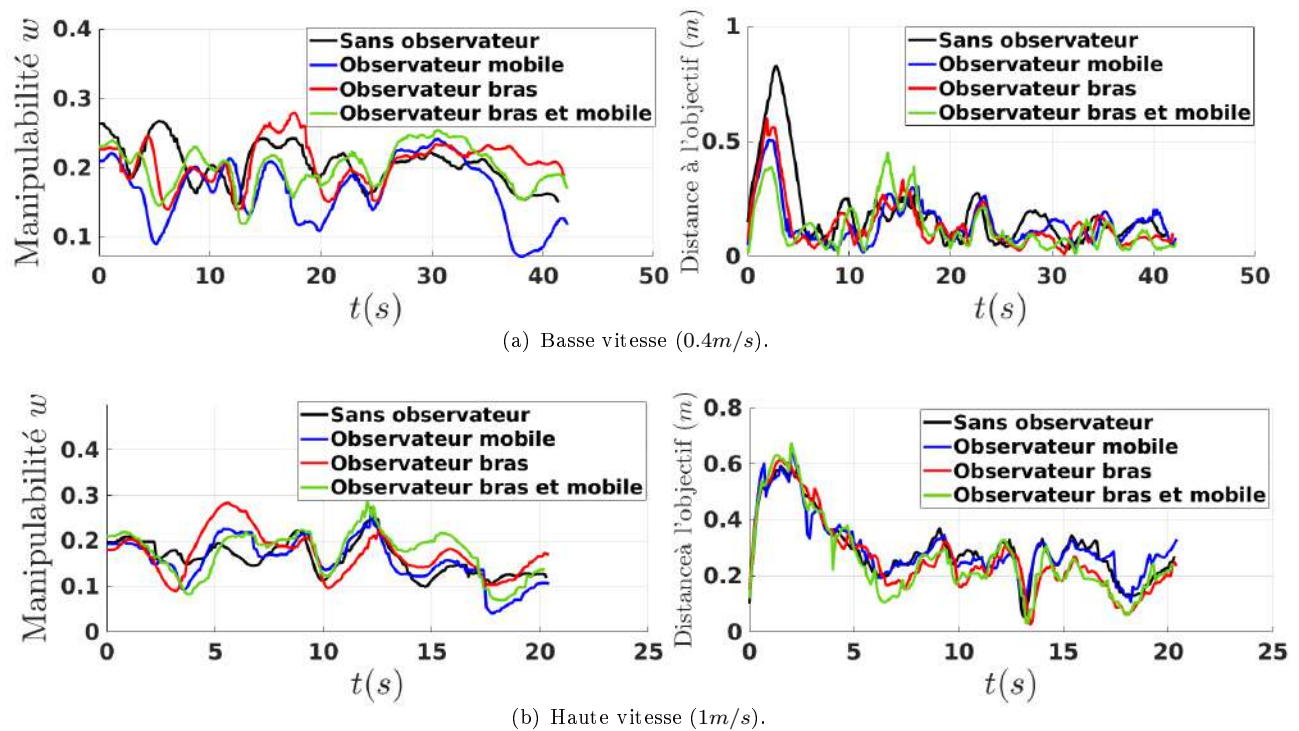 Manipulabilité w
0.4
0.3
0.2
0.1
0 10 20 30 40 50
t(s)
Sans observateur
Observateur mobile
Observateur bras
Observateur bras et mobile
Distance à l'objectif (m)
1
0.5
0
0 10 20 30 40 50
t(s)
Sans observateur
Observateur mobile
Observateur bras
Observateur bras et mobile
(a) Basse vitesse (0.4m/s).
Manipulabilité w
0.4
0.3
0.2
0.1
0
0 5 10 15 20 25
t(s)
Sans observateur
Observateur mobile
Observateur bras
Observateur bras et mobile
Distanceà l'objectif (m)
0.8
0.6
0.4
0.2
0
0 5 10 15 20 25
t(s)
Sans observateur
Observateur mobile
Observateur bras
Observateur bras et mobile
(b) Haute vitesse (1m/s).